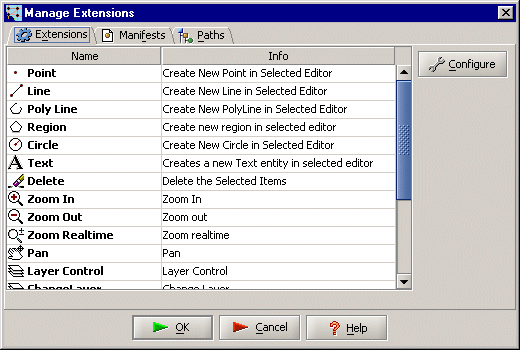 Manage Extensions
Extensions Manifests Paths
Name Info
Point Create New Point in Selected Editor
Configure
Line Create New Line in Selected Editor
Poly Line Create New PolyLine in Selected Editor
Region Create new region in selected editor
Circle Create New Circle in Selected Editor
Text Creates a new Text entity in selected editor
Delete Delete the Selected Items
Zoom In Zoom In
Zoom Out Zoom out
Zoom Realtime Zoom realtime
Pan Pan
Layer Control Layer Control
ChangeLayer Change Layer
OK Cancel Help